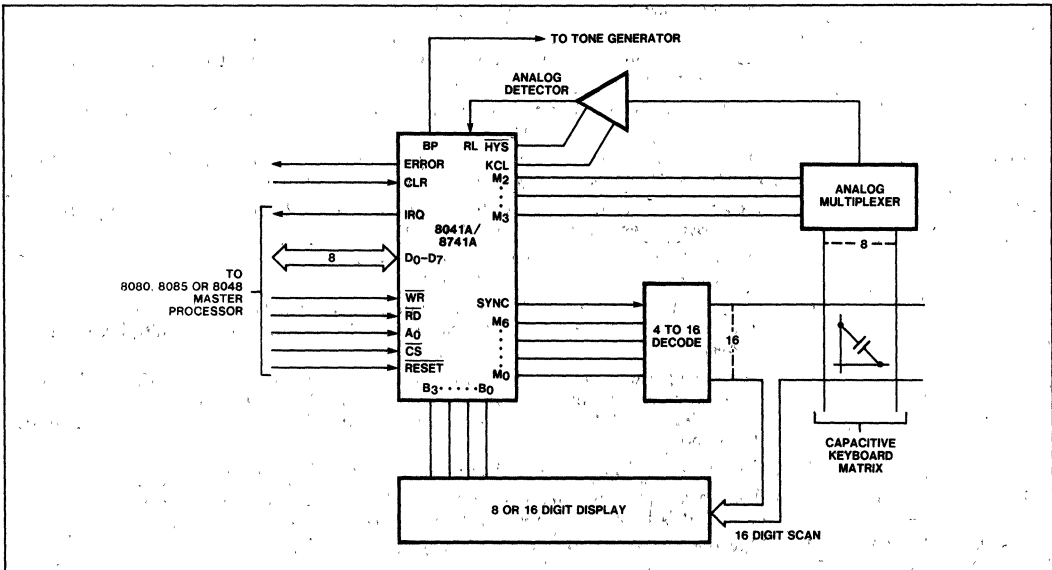 TO TONE GENERATOR
ANALOG
DETECTOR
BP RL HYS
ERROR KCL
CLR M2
IRQ M3
ANALOG
MULTIPLEXER
8041A/
8741A
8
8 D0–D7
TO
8080, 8085 OR 8048
MASTER
PROCESSOR
WR SYNC
RD M6
A0
CS
RESET M0
4 TO 16
DECODE
16
B3 · · · · · B0
CAPACITIVE
KEYBOARD
MATRIX
8 OR 16 DIGIT DISPLAY
16 DIGIT SCAN